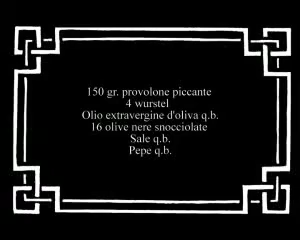 150 gr. provolone piccante
4 wurstel
Olio extravergine d'oliva q.b.
16 olive nere snocciolate
Sale q.b.
Pepe q.b.